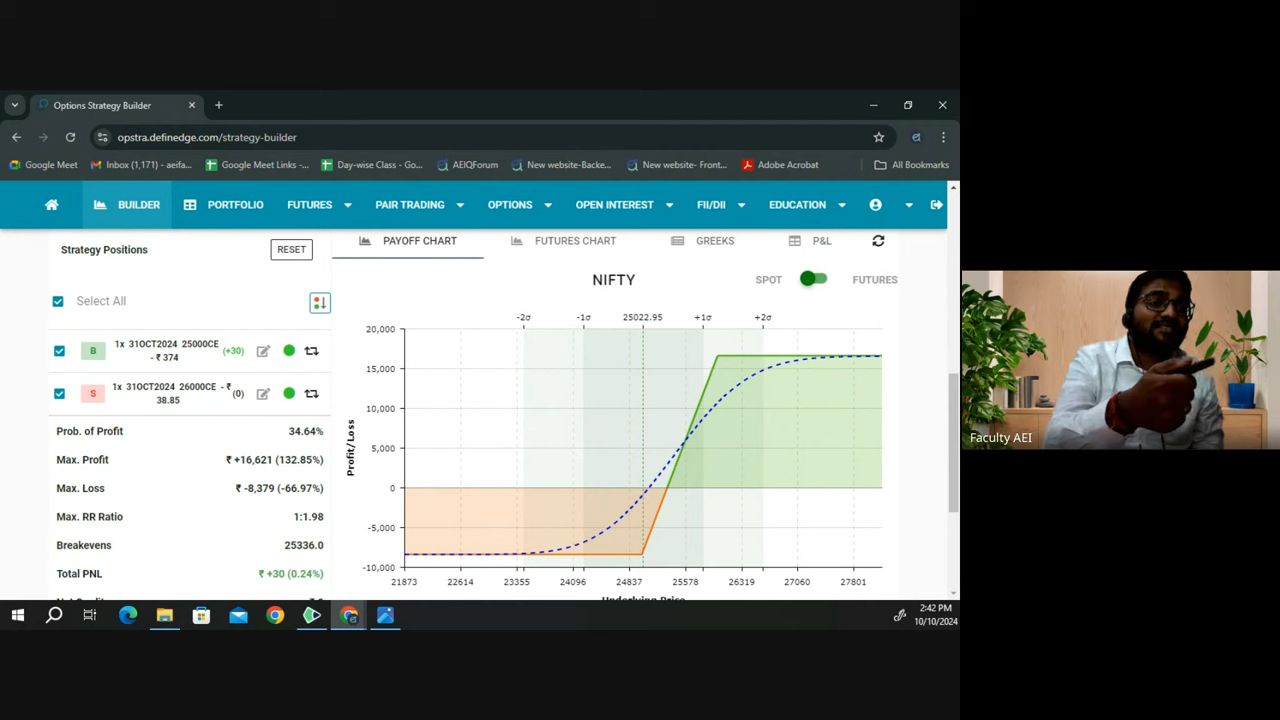 Options Strategy Builder
opstra.definedge.com/strategy-builder
Google Meet
Inbox (1,171) - aeifa...
Google Meet Links -...
Day-wise Class - Go...
AEIQForum
New website-Backe...
New website- Front...
Adobe Acrobat
All Bookmarks
BUILDER
PORTFOLIO
FUTURES
PAIR TRADING
OPTIONS
OPEN INTEREST
FII/DII
EDUCATION
Strategy Positions
RESET
Select All
B
1x 31OCT2024 25000CE
- ₹ 374
(+30)
S
1x 31OCT2024 26000CE - ₹
38.85
(0)
Prob. of Profit
34.64%
Max. Profit
₹ +16,621 (132.85%)
Max. Loss
₹ -8,379 (-66.97%)
Max. RR Ratio
1:1.98
Breakevens
25336.0
Total PNL
₹ +30 (0.24%)
PAYOFF CHART
FUTURES CHART
GREEKS
P&L
NIFTY
SPOT
FUTURES
-2σ
-1σ
25022.95
+1σ
+2σ
20,000
15,000
10,000
5,000
0
-5,000
-10,000
Profit/Loss
21873
22614
23355
24096
24837
25578
26319
27060
27801
Underlying Price
2:42 PM
10/10/2024
Faculty AEI